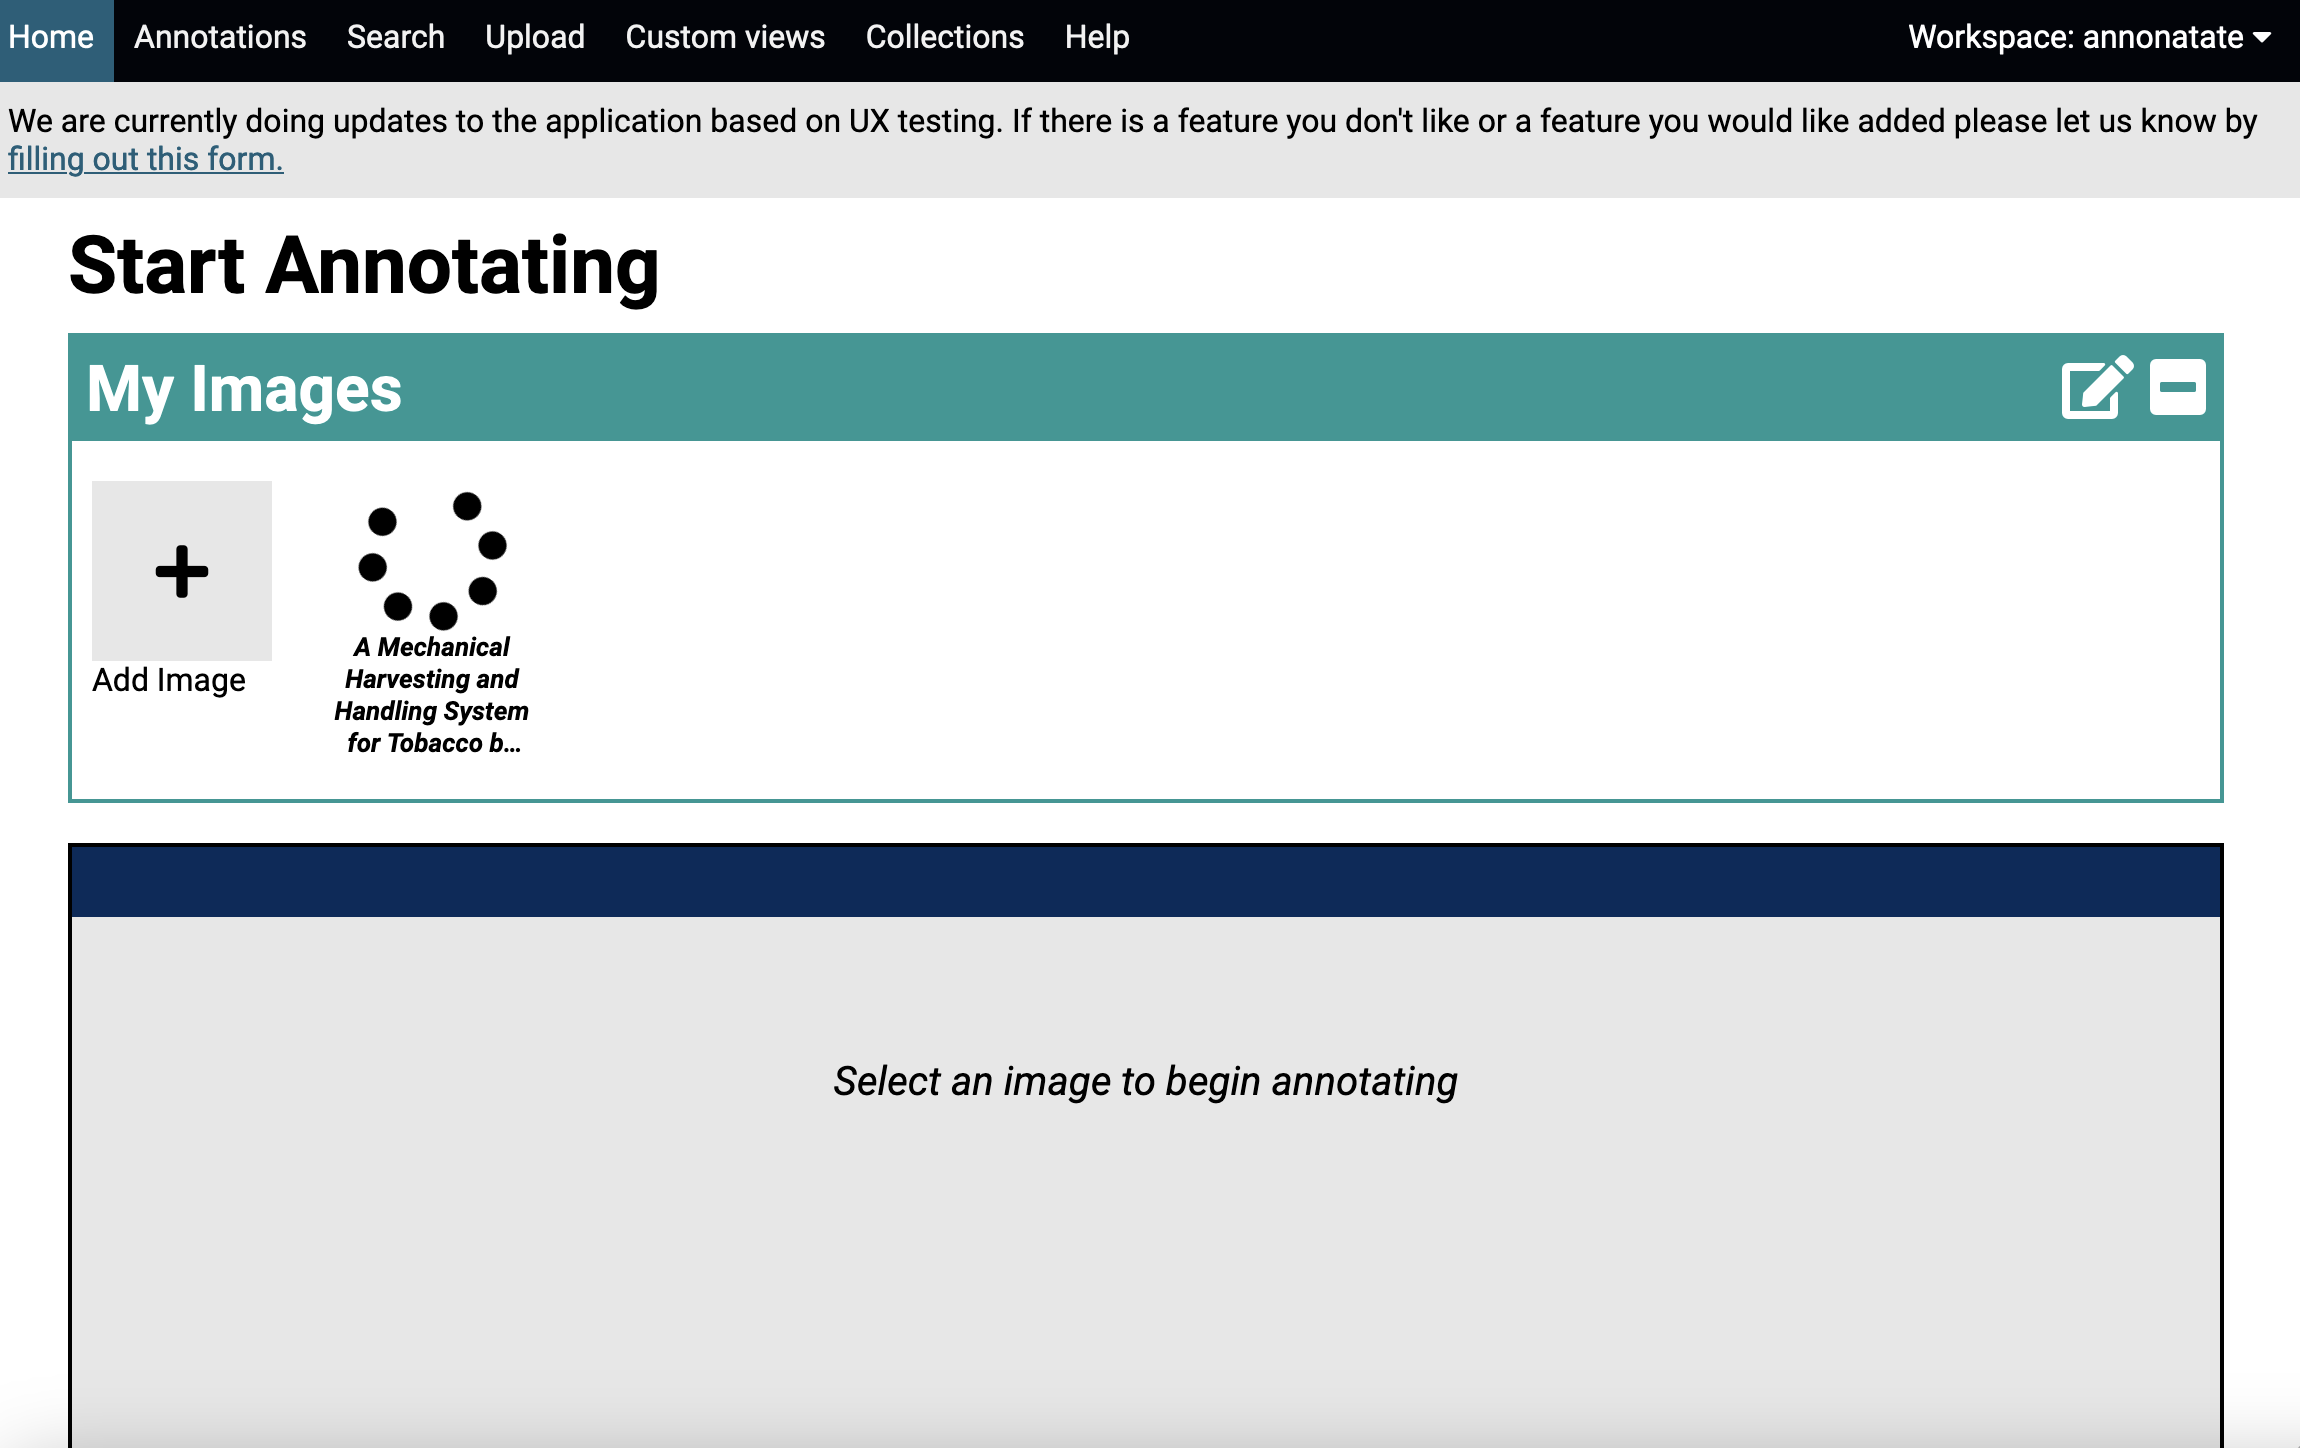 Home Annotations Search Upload Custom views Collections Help Workspace: annonatate
We are currently doing updates to the application based on UX testing. If there is a feature you don't like or a feature you would like added please let us know by
filling out this form.
Start Annotating
My Images
Add Image
A Mechanical
Harvesting and
Handling System
for Tobacco b...
Select an image to begin annotating